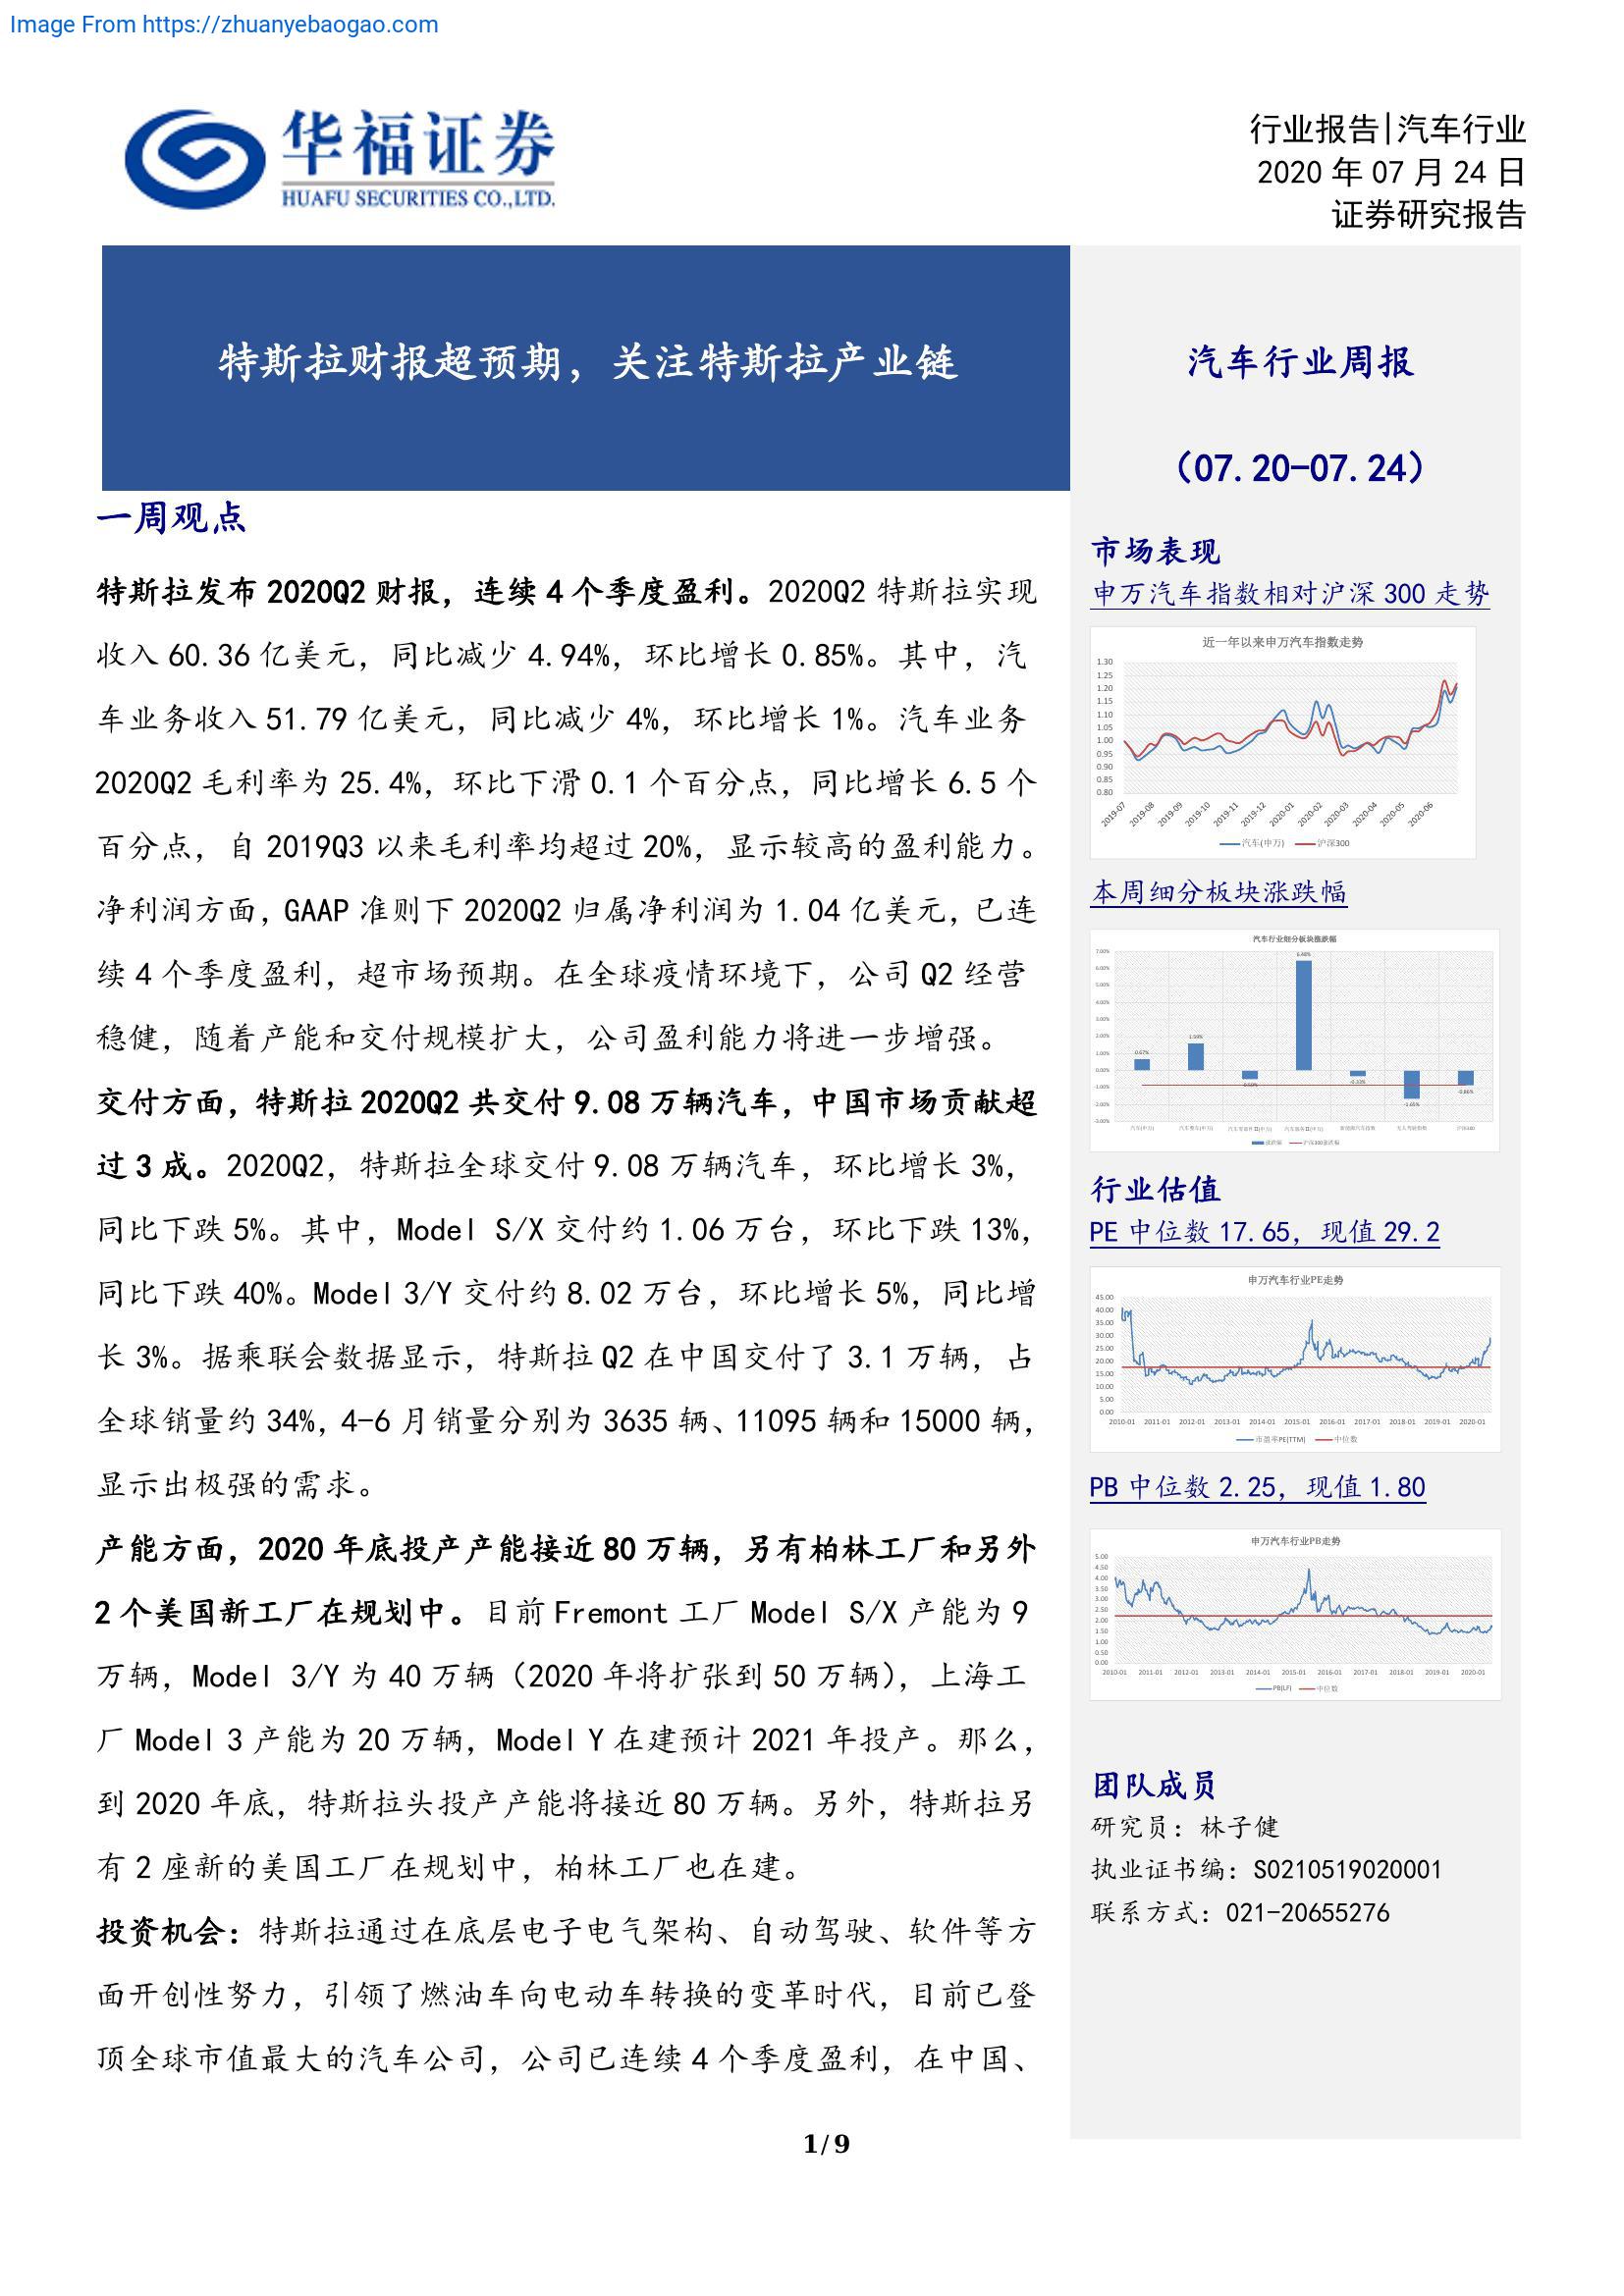 Image From https://zhuanyebaogao.com
华福证券
HUAFU SECURITIES CO.,LTD.
行业报告|汽车行业
2020 年 07 月 24 日
证券研究报告
特斯拉财报超预期，关注特斯拉产业链
一周观点
特斯拉发布 2020Q2 财报，连续 4 个季度盈利。2020Q2 特斯拉实现
收入 60.36 亿美元，同比减少 4.94%，环比增长 0.85%。其中，汽
车业务收入 51.79 亿美元，同比减少 4%，环比增长 1%。汽车业务
2020Q2 毛利率为 25.4%，环比下滑 0.1 个百分点，同比增长 6.5 个
百分点，自 2019Q3 以来毛利率均超过 20%，显示较高的盈利能力。
净利润方面，GAAP 准则下 2020Q2 归属净利润为 1.04 亿美元，已连
续 4 个季度盈利，超市场预期。在全球疫情环境下，公司 Q2 经营
稳健，随着产能和交付规模扩大，公司盈利能力将进一步增强。
交付方面，特斯拉 2020Q2 共交付 9.08 万辆汽车，中国市场贡献超
过 3 成。2020Q2，特斯拉全球交付 9.08 万辆汽车，环比增长 3%，
同比下跌 5%。其中，Model S/X 交付约 1.06 万台，环比下跌 13%，
同比下跌 40%。Model 3/Y 交付约 8.02 万台，环比增长 5%，同比增
长 3%。据乘联会数据显示，特斯拉 Q2 在中国交付了 3.1 万辆，占
全球销量约 34%，4-6 月销量分别为 3635 辆、11095 辆和 15000 辆，
显示出极强的需求。
产能方面，2020 年底投产产能接近 80 万辆，另有柏林工厂和另外
2 个美国新工厂在规划中。目前 Fremont 工厂 Model S/X 产能为 9
万辆，Model 3/Y 为 40 万辆（2020 年将扩张到 50 万辆），上海工
厂 Model 3 产能为 20 万辆，Model Y 在建预计 2021 年投产。那么，
到 2020 年底，特斯拉头投产产能将接近 80 万辆。另外，特斯拉另
有 2 座新的美国工厂在规划中，柏林工厂也在建。
投资机会：特斯拉通过在底层电子电气架构、自动驾驶、软件等方
面开创性努力，引领了燃油车向电动车转换的变革时代，目前已登
顶全球市值最大的汽车公司，公司已连续 4 个季度盈利，在中国、
汽车行业周报
（07.20-07.24）
市场表现
申万汽车指数相对沪深 300 走势
近一年以来申万汽车指数走势
1.30
1.25
1.20
1.15
1.10
1.05
1.00
0.95
0.90
0.85
0.80
2019-07 2019-08 2019-09 2019-10 2019-11 2019-12 2020-01 2020-02 2020-03 2020-04 2020-05 2020-06
汽车(申万) 沪深300
本周细分板块涨跌幅
汽车行业细分板块涨跌幅
7.00%
6.00%
5.00%
4.00%
3.00%
2.00%
1.00%
0.00%
-1.00%
-2.00%
-3.00%
0.67% 1.59% 6.46% -1.65% -0.86%
汽车(申万) 汽车整车(申万) 沪深300
涨跌幅 沪深300涨跌幅
行业估值
PE 中位数 17.65，现值 29.2
申万汽车行业PE走势
45.00
40.00
35.00
30.00
25.00
20.00
15.00
10.00
5.00
0.00
2010-01 2011-01 2012-01 2013-01 2014-01 2015-01 2016-01 2017-01 2018-01 2019-01 2020-01
市盈率PE(TTM) 中位数
PB 中位数 2.25，现值 1.80
申万汽车行业PB走势
5.00
4.50
4.00
3.50
3.00
2.50
2.00
1.50
1.00
0.50
0.00
2010-01 2011-01 2012-01 2013-01 2014-01 2015-01 2016-01 2017-01 2018-01 2019-01 2020-01
PB(LF) 中位数
团队成员
研究员：林子健
执业证书编：S0210519020001
联系方式：021-20655276
1/9